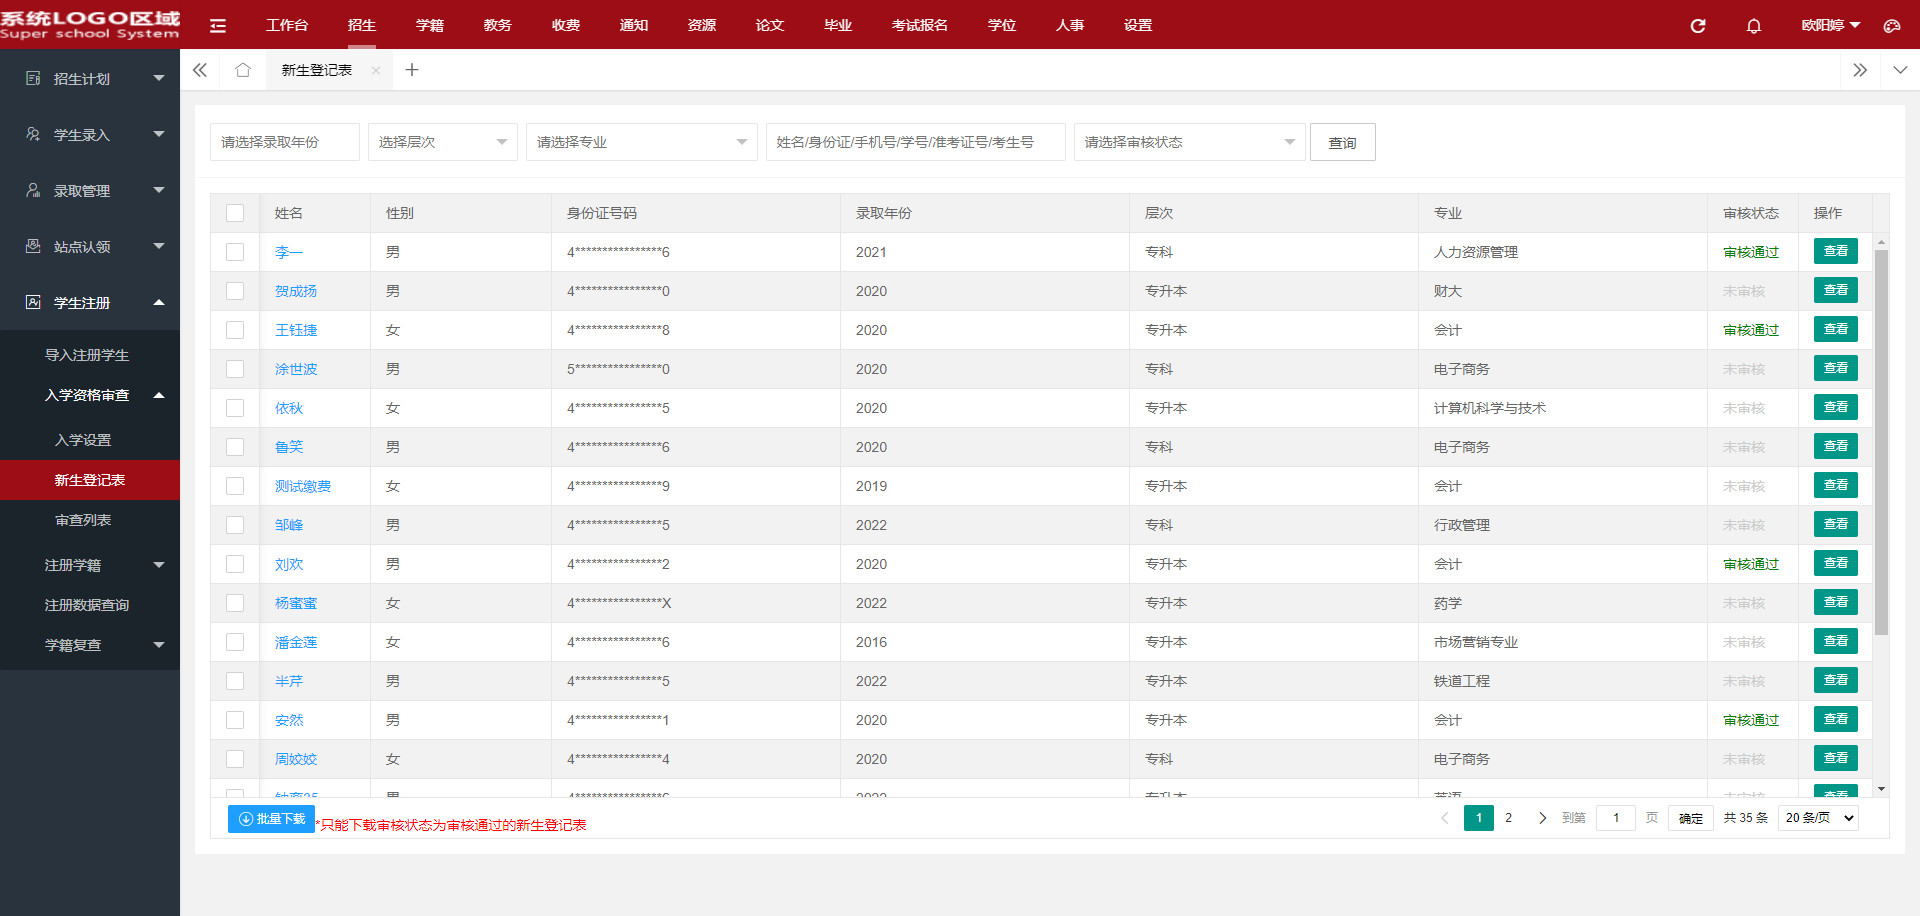 系统LOGO区域
Super school System
工作台 招生 学籍 教务 收费 通知 资源 论文 毕业 考试报名 学位 人事 设置
欧阳婷
招生计划
学生录入
录取管理
站点认领
学生注册
导入注册学生
入学资格审查
入学设置
新生登记表
审查列表
注册学籍
注册数据查询
学籍复查
新生登记表
请选择录取年份 选择层次 请选择专业 姓名/身份证/手机号/学号/准考证号/考生号 请选择审核状态 查询
姓名 性别 身份证号码 录取年份 层次 专业 审核状态 操作
李一 男 4****************6 2021 专科 人力资源管理 审核通过 查看
贺成扬 男 4****************0 2020 专升本 财大 未审核 查看
王钰捷 女 4****************8 2020 专升本 会计 审核通过 查看
涂世波 男 5****************0 2020 专科 电子商务 未审核 查看
依秋 女 4****************5 2020 专升本 计算机科学与技术 未审核 查看
鲁笑 男 4****************6 2020 专科 电子商务 未审核 查看
测试缴费 女 4****************9 2019 专升本 会计 未审核 查看
邹峰 男 4****************5 2022 专科 行政管理 未审核 查看
刘欢 男 4****************2 2020 专升本 会计 审核通过 查看
杨蜜蜜 女 4****************X 2022 专升本 药学 未审核 查看
潘金莲 女 4****************6 2016 专升本 市场营销专业 未审核 查看
半芹 男 4****************5 2022 专升本 铁道工程 未审核 查看
安然 男 4****************1 2020 专升本 会计 审核通过 查看
周姣姣 女 4****************4 2020 专科 电子商务 未审核 查看
男 4****************6 2022 专升本 英语 未审核 查看
批量下载 *只能下载审核状态为审核通过的新生登记表
1 2 到第 1 页 确定 共 35 条 20 条/页